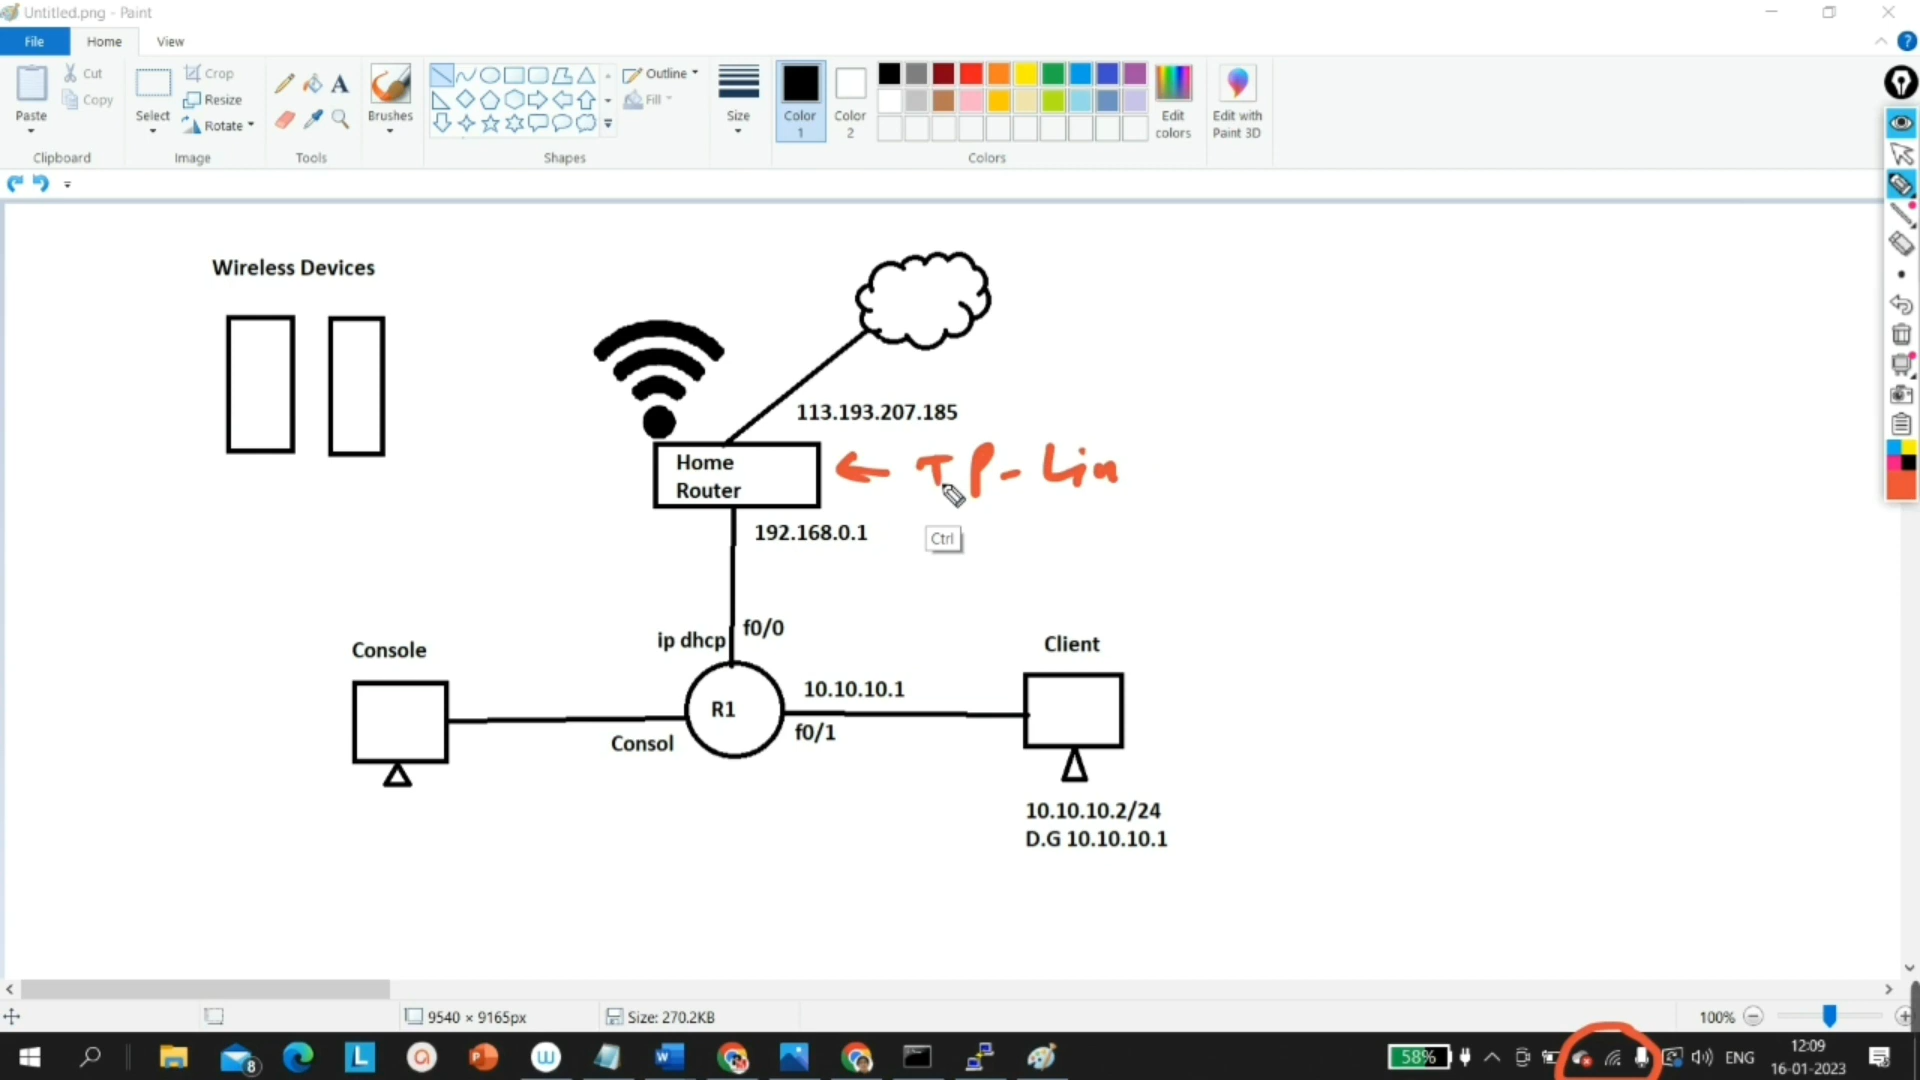 Untitled.png - Paint
File
Home
View
Paste
Cut
Copy
Clipboard
Select
Crop
Resize
Rotate
Image
A
Tools
Brushes
Shapes
Outline
Fill
Size
Color
1
Color
2
Edit
colors
Colors
Edit with
Paint 3D
Wireless Devices
113.193.207.185
Home
Router
TP-Lin
192.168.0.1
Ctrl
ip dhcp
f0/0
Console
Client
R1
10.10.10.1
Consol
f0/1
10.10.10.2/24
D.G 10.10.10.1
9540 × 9165px
Size: 270.2KB
100%
8
L
a
P
W
W
58%
ENG
12:09
16-01-2023